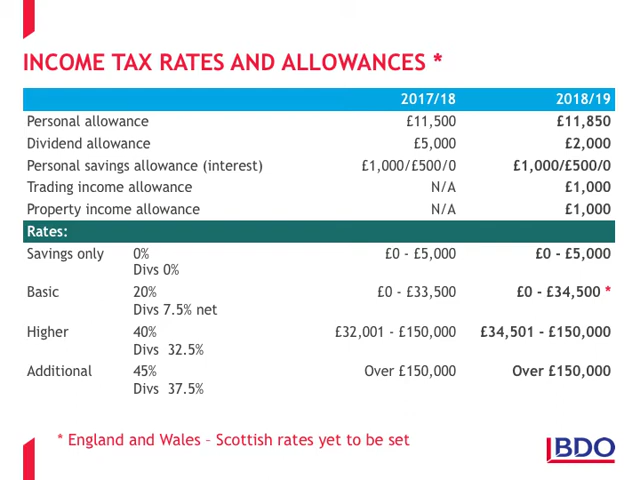 INCOME TAX RATES AND ALLOWANCES *
2017/18 2018/19
Personal allowance £11,500 £11,850
Dividend allowance £5,000 £2,000
Personal savings allowance (interest) £1,000/£500/0 £1,000/£500/0
Trading income allowance N/A £1,000
Property income allowance N/A £1,000
Rates:
Savings only 0% £0 - £5,000 £0 - £5,000
Divs 0%
Basic 20% £0 - £33,500 £0 - £34,500 *
Divs 7.5% net
Higher 40% £32,001 - £150,000 £34,501 - £150,000
Divs 32.5%
Additional 45% Over £150,000 Over £150,000
Divs 37.5%
* England and Wales – Scottish rates yet to be set
BDO